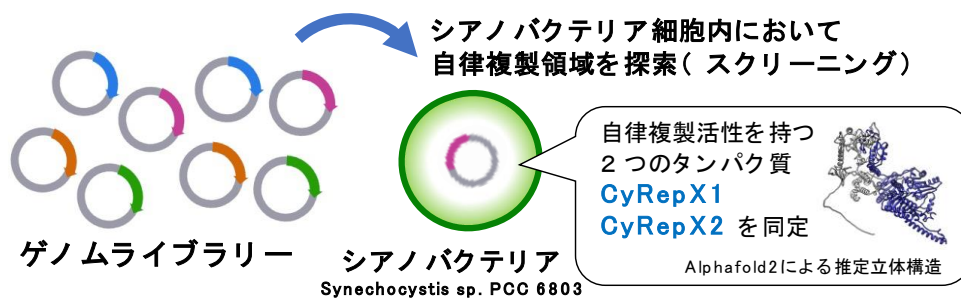 シアノバクテリア細胞内において
自律複製領域を探索(スクリーニング)
自律複製活性を持つ
2つのタンパク質
CyRepX1
CyRepX2 を同定
Alphafold2による推定立体構造
ゲノムライブラリー
シアノバクテリア
Synechocystis sp. PCC 6803